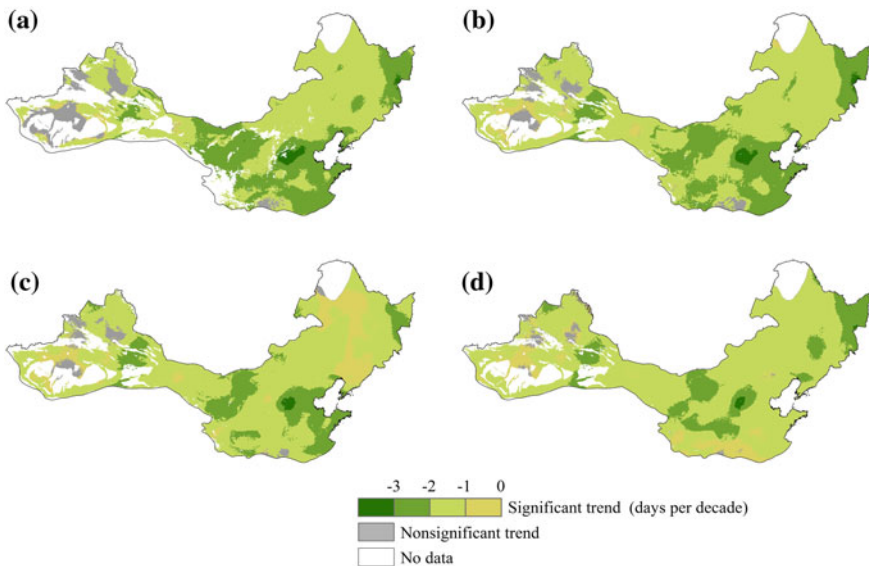 (a)
(b)
(c)
(d)
-3 -2 -1 0
Significant trend (days per decade)
Nonsignificant trend
No data